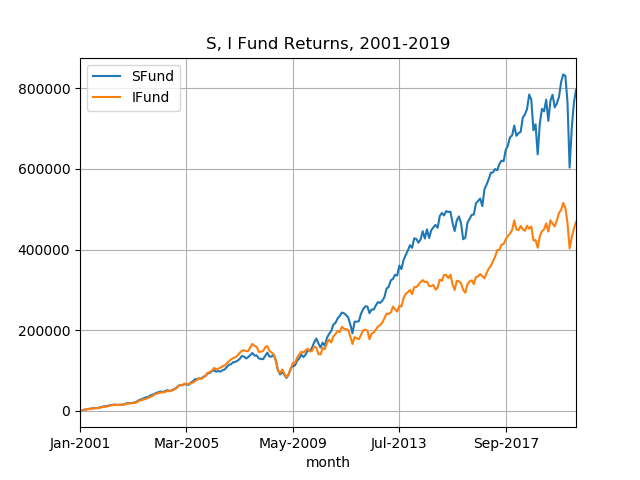 S, I Fund Returns, 2001-2019
SFund
IFund
800000
600000
400000
200000
0
Jan-2001 Mar-2005 May-2009 Jul-2013 Sep-2017
month